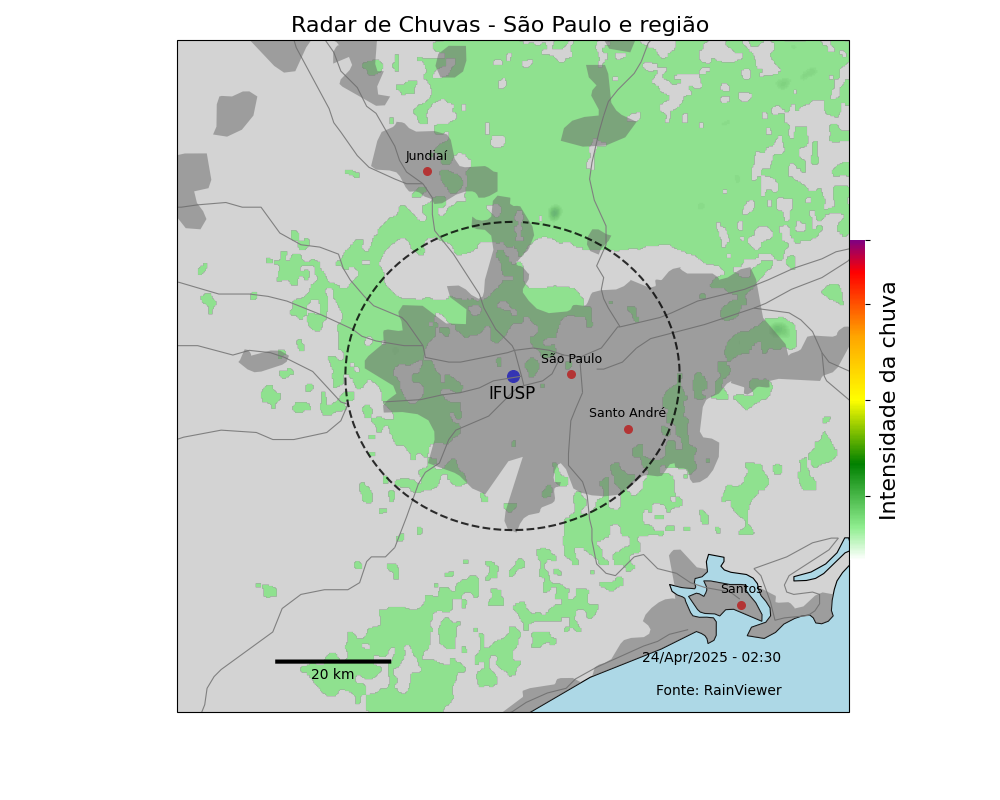 Radar de Chuvas - São Paulo e região
Jundiaí
São Paulo
IFUSP
Santo André
Intensidade da chuva
Santos
24/Apr/2025 - 02:30
20 km
Fonte: RainViewer